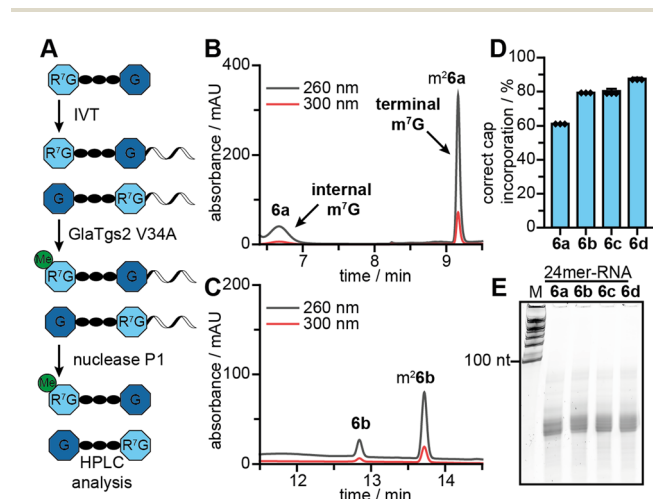 A
R⁷G G
IVT
R⁷G G
G R⁷G
GlaTgs2 V34A
Me
R⁷G G
G R⁷G
nuclease P1
Me
R⁷G G
G R⁷G
HPLC
analysis
B
absorbance / mAU
400
200
0
260 nm
300 nm
m²6a
terminal
m⁷G
internal
m⁷G
6a
7 8 9
time / min
C
absorbance / mAU
200
100
0
260 nm
300 nm
m²6b
6b
12 13 14
time / min
D
correct cap
incorporation / %
100
80
60
40
20
0
6a 6b 6c 6d
E
24mer-RNA
M 6a 6b 6c 6d
100 nt